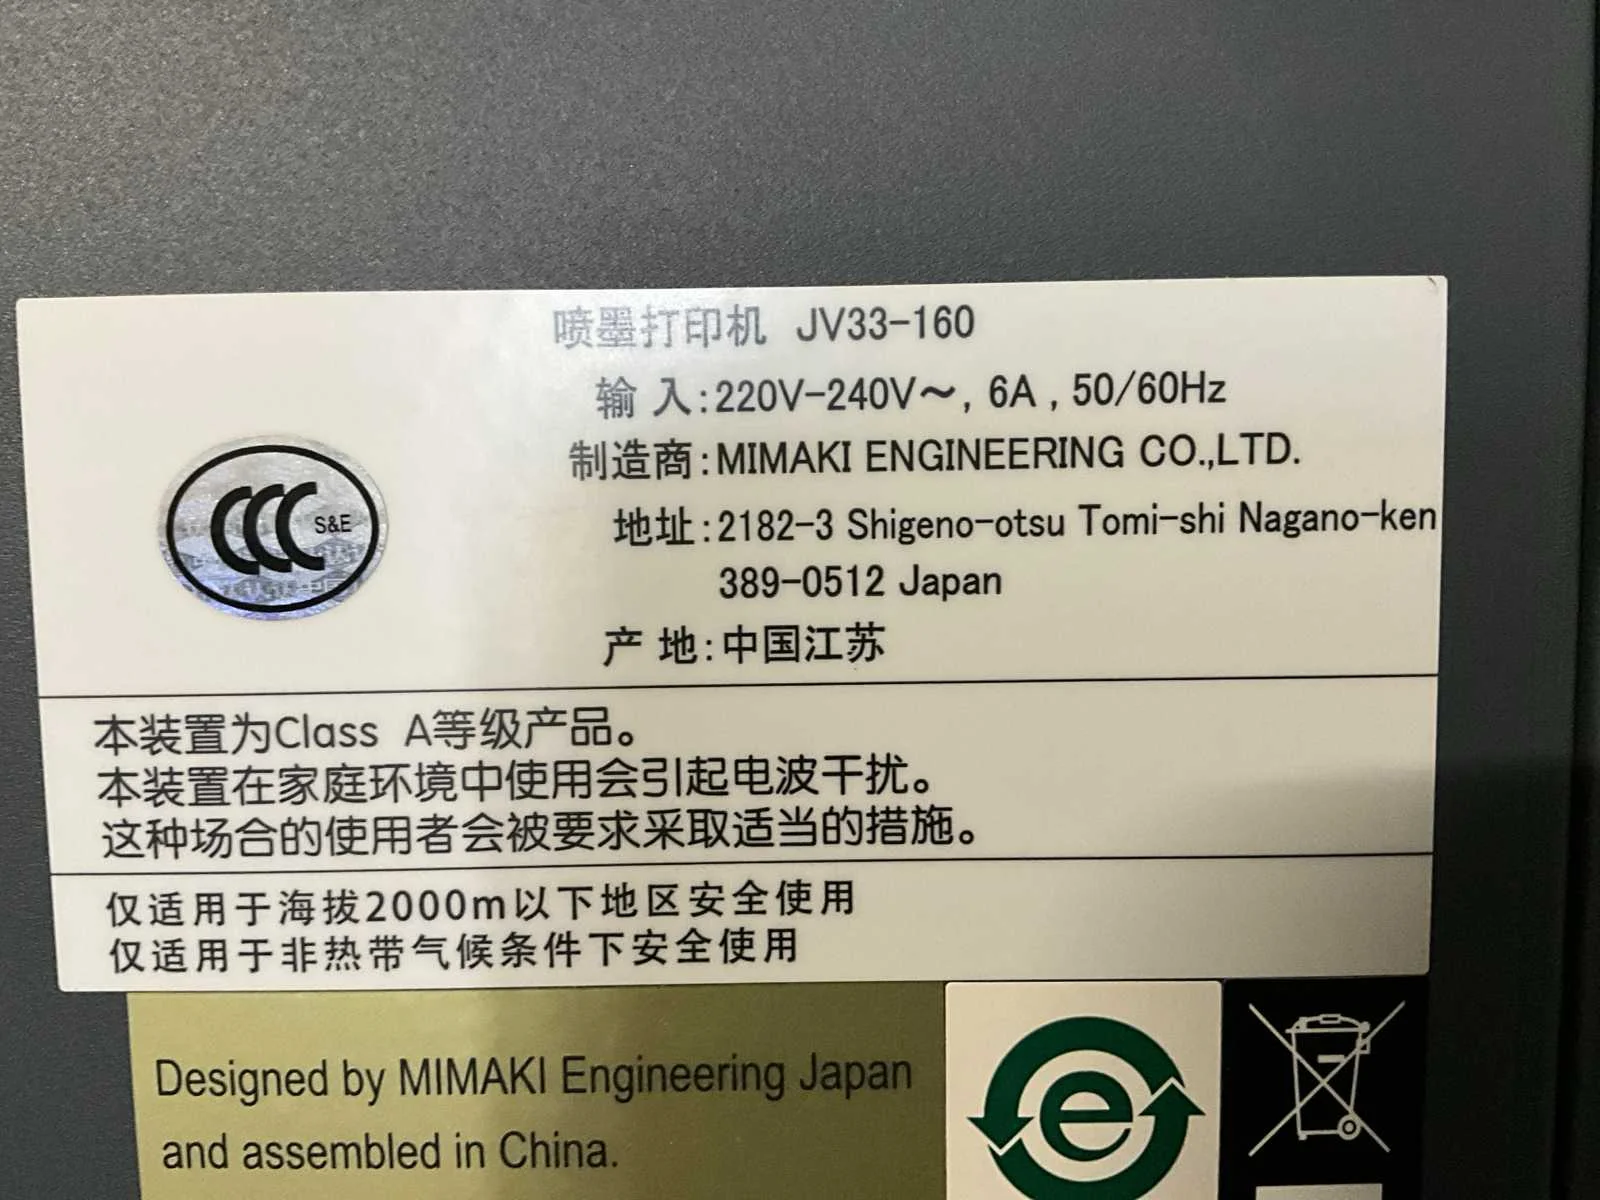 喷墨打印机 JV33-160
输 入:220V-240V～, 6A , 50/60Hz
制造商:MIMAKI ENGINEERING CO.,LTD.
CCC S&E
地址:2182-3 Shigeno-otsu Tomi-shi Nagano-ken
389-0512 Japan
产 地:中国江苏
本装置为Class A等级产品。
本装置在家庭环境中使用会引起电波干扰。
这种场合的使用者会被要求采取适当的措施。
仅适用于海拔2000m以下地区安全使用
仅适用于非热带气候条件下安全使用
Designed by MIMAKI Engineering Japan
and assembled in China.
e